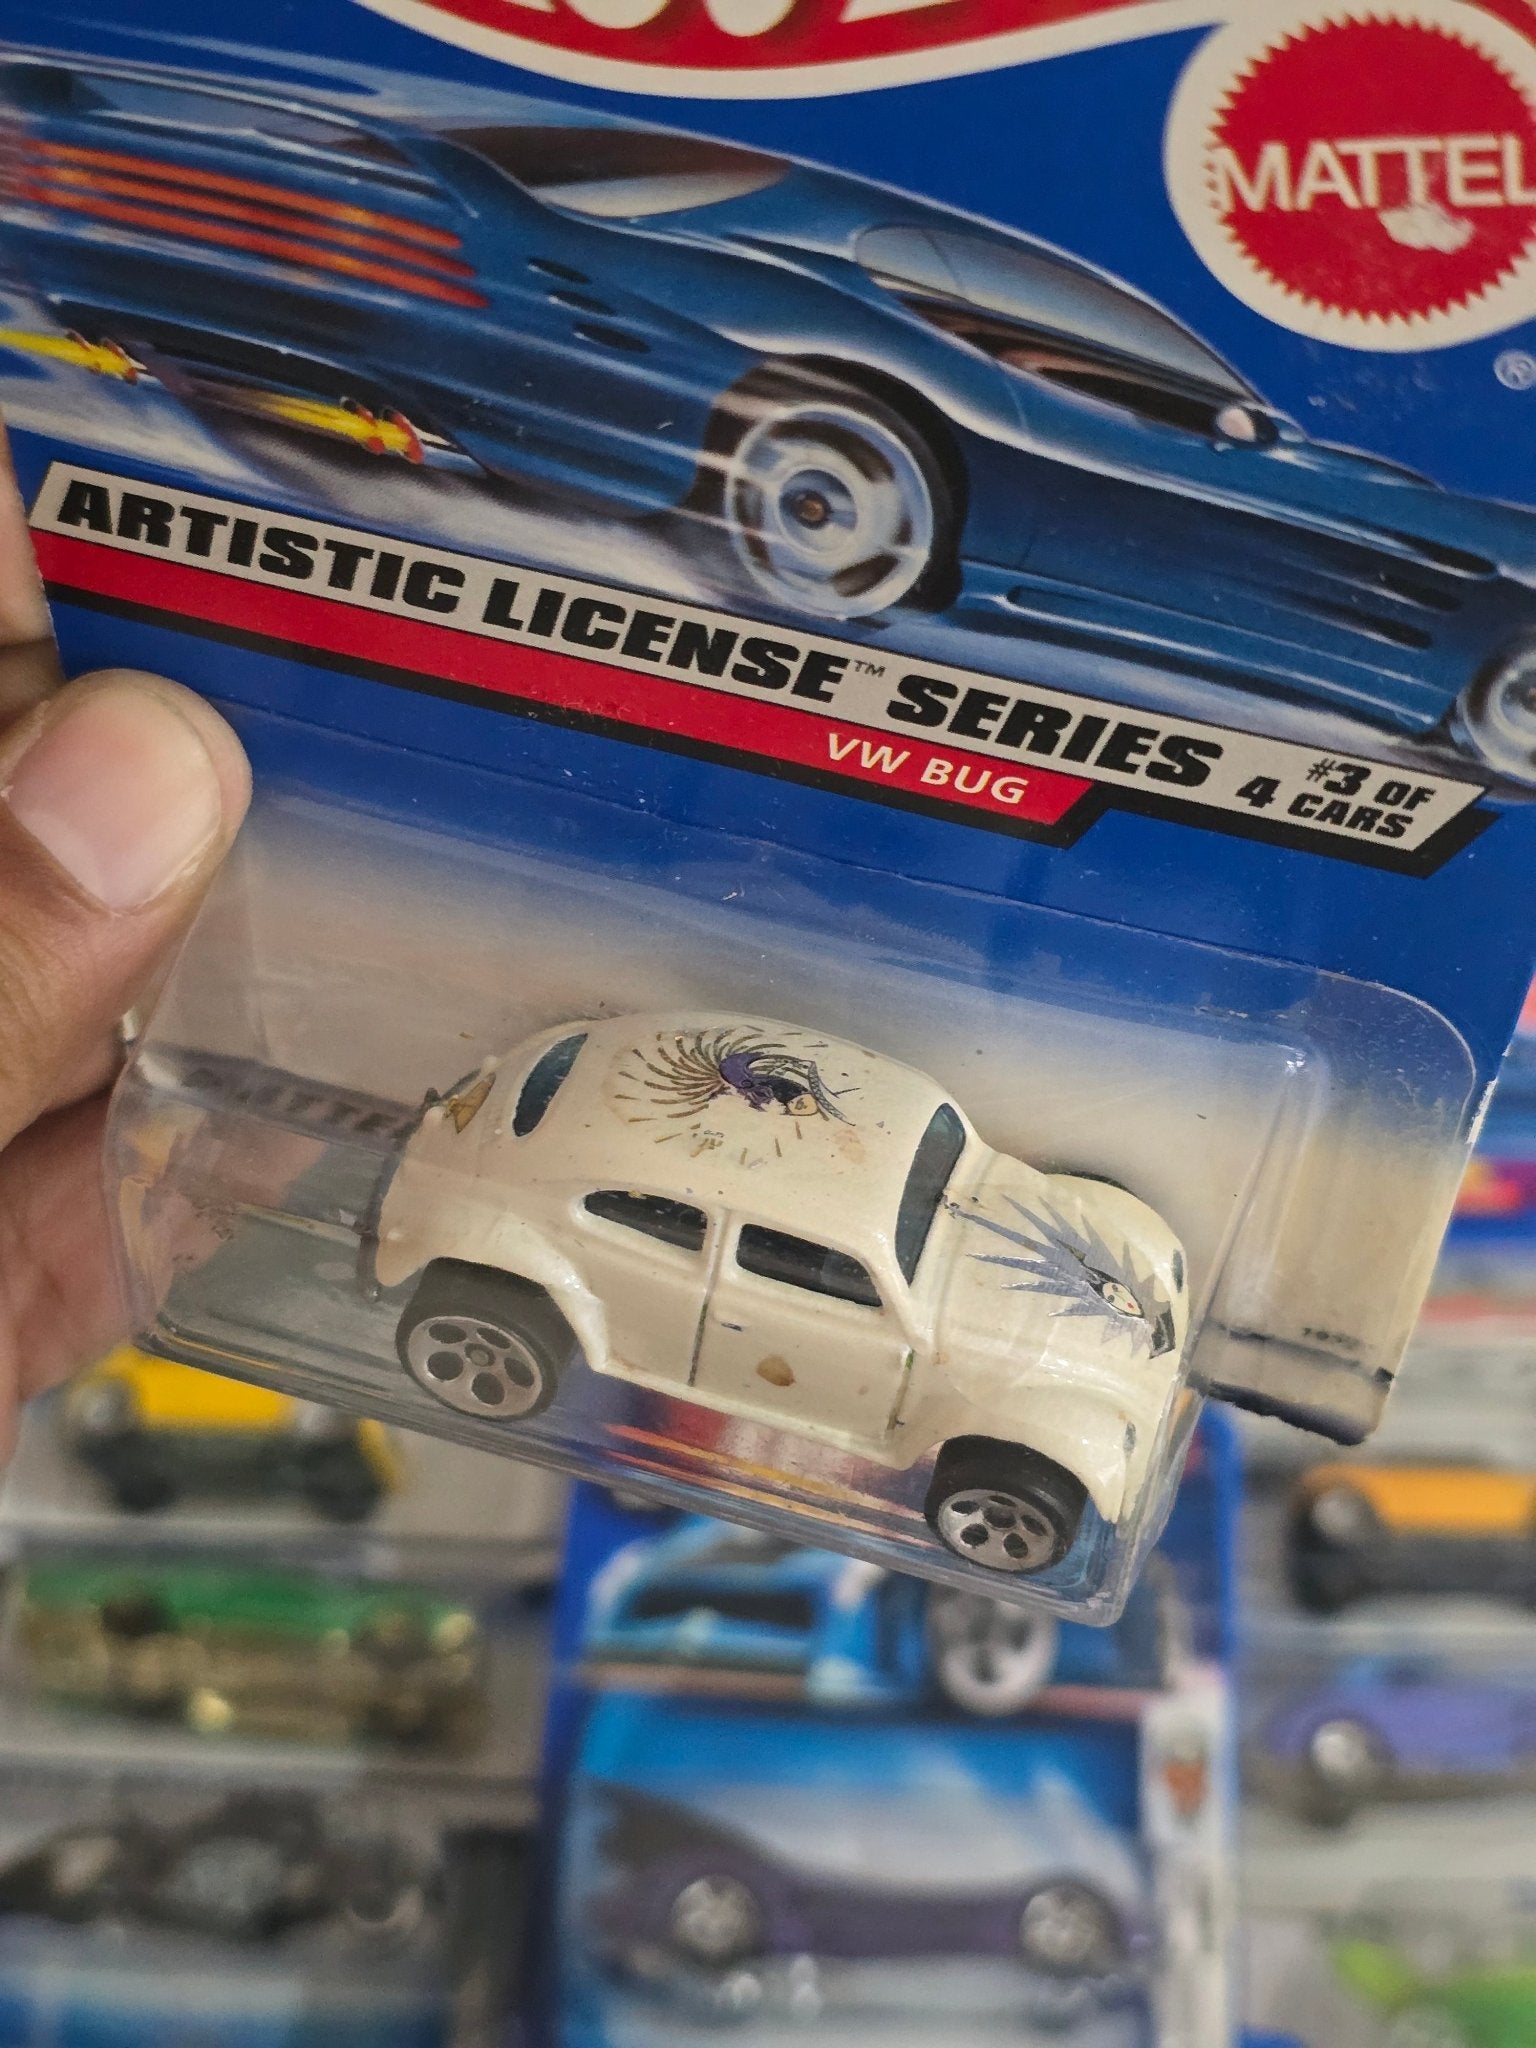 MATTEL
®
ARTISTIC LICENSE™ SERIES
#3 OF
4 CARS
VW BUG